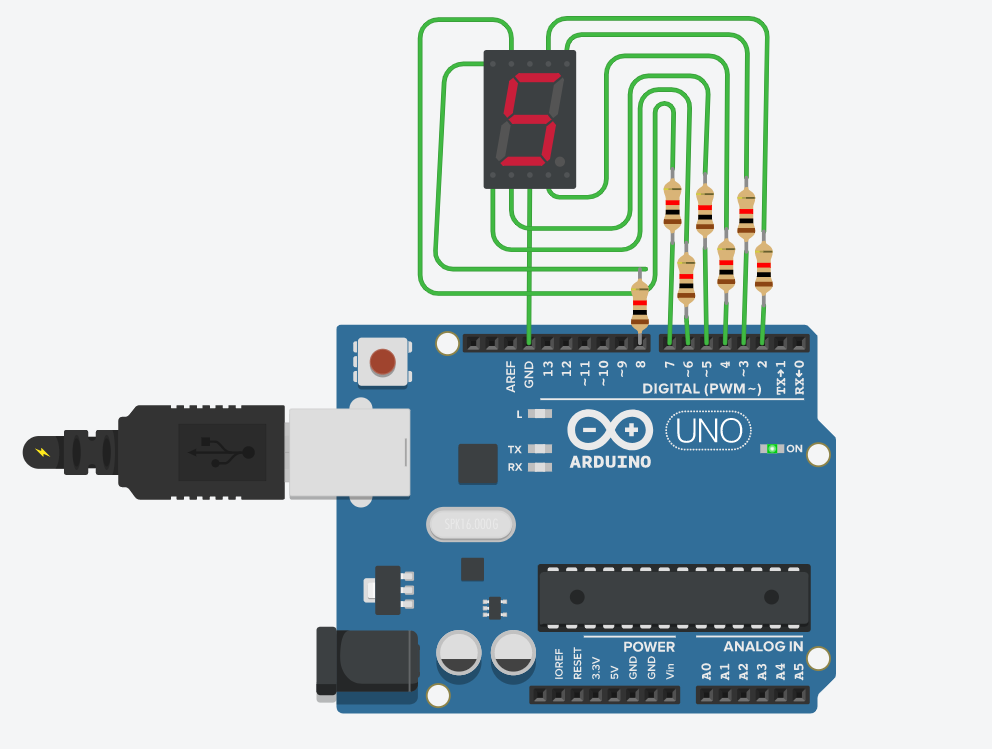 5
AREF
GND
13
12
~11
~10
~9
8
7
~6
~5
4
~3
2
TX→1
RX←0
DIGITAL (PWM~)
L
TX
RX
ARDUINO
UNO
ON
SPK16.000G
POWER
ANALOG IN
IOREF
RESET
3.3V
5V
GND
GND
Vin
A0
A1
A2
A3
A4
A5